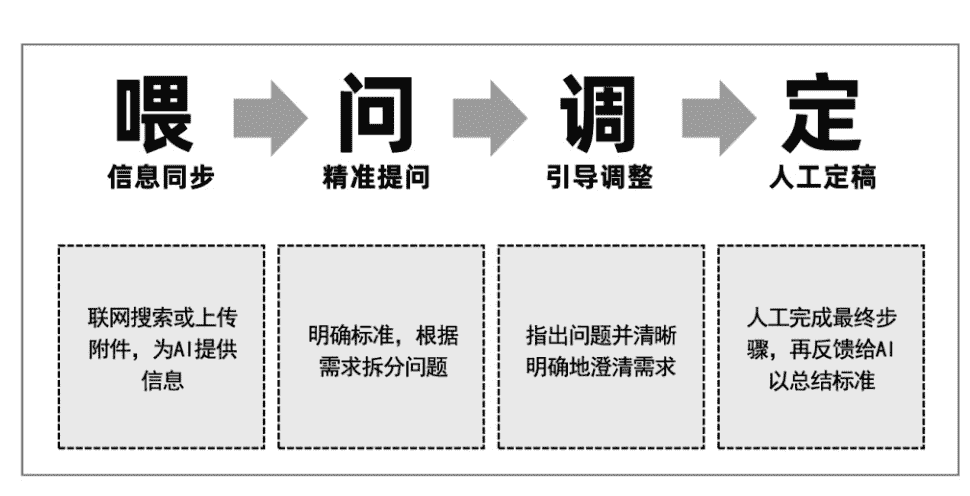 喂
问
调
定
信息同步
精准提问
引导调整
人工定稿
联网搜索或上传
附件，为AI提供
信息
明确标准，根据
需求拆分问题
指出问题并清晰
明确地澄清需求
人工完成最终步
骤，再反馈给AI
以总结标准